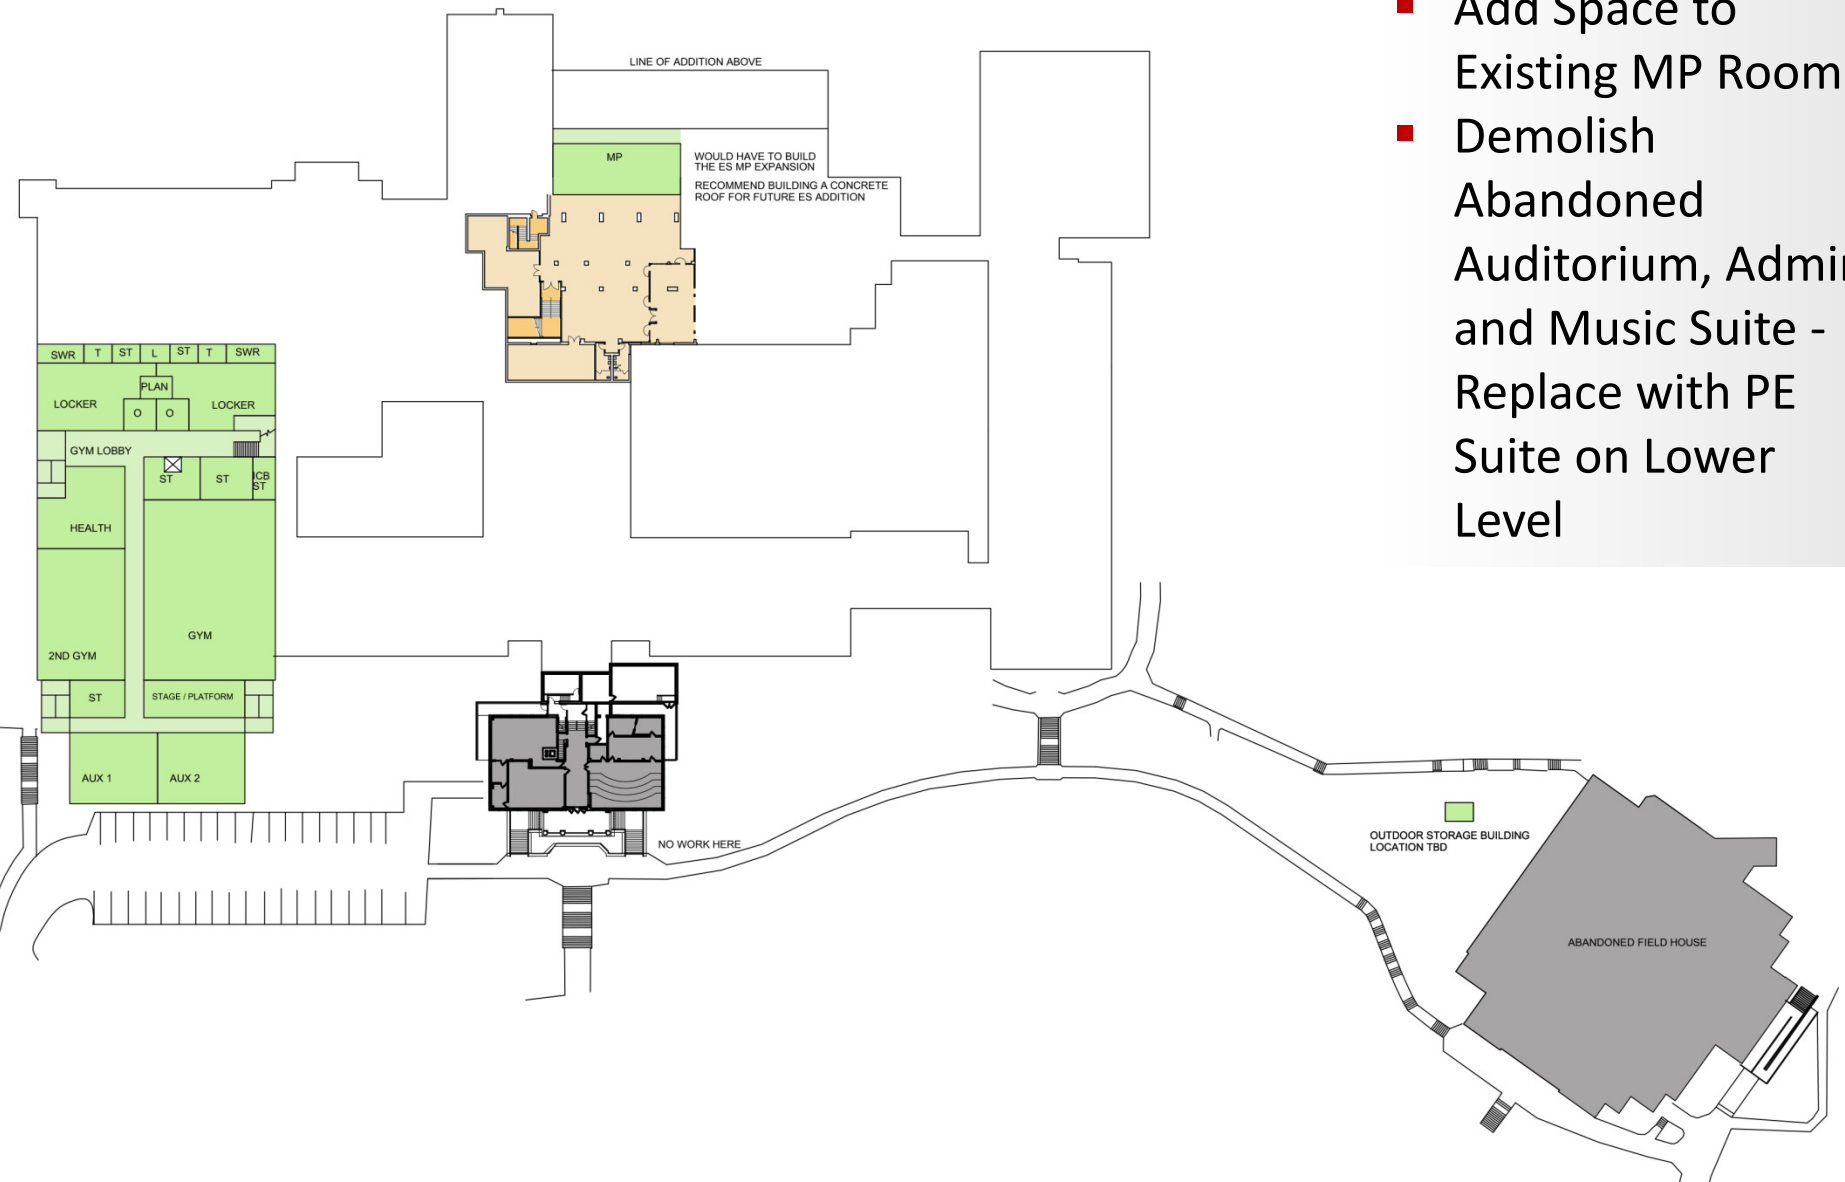 Add Space to
Existing MP Room
Demolish
Abandoned
Auditorium, Admin
and Music Suite -
Replace with PE
Suite on Lower
Level
LINE OF ADDITION ABOVE
MP
WOULD HAVE TO BUILD
THE ES MP EXPANSION
RECOMMEND BUILDING A CONCRETE
ROOF FOR FUTURE ES ADDITION
SWR T ST L ST T SWR
PLAN
LOCKER
LOCKER
O O
GYM LOBBY
ST
ST
ICB
ST
HEALTH
GYM
2ND GYM
ST
STAGE / PLATFORM
AUX 1
AUX 2
NO WORK HERE
OUTDOOR STORAGE BUILDING
LOCATION TBD
ABANDONED FIELD HOUSE